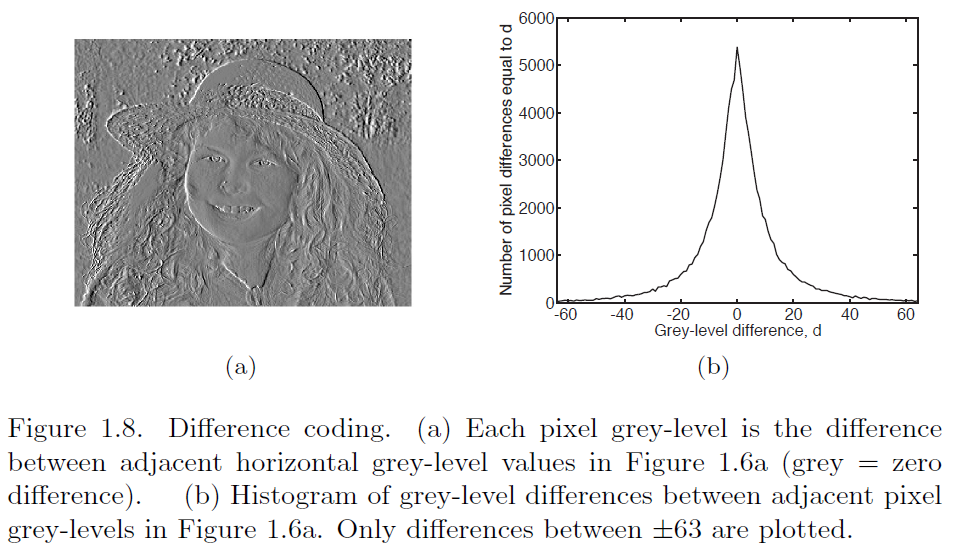 Number of pixel differences equal to d
6000
5000
4000
3000
2000
1000
0
-60 -40 -20 0 20 40 60
Grey-level difference, d
(a) (b)
Figure 1.8. Difference coding. (a) Each pixel grey-level is the difference
between adjacent horizontal grey-level values in Figure 1.6a (grey = zero
difference). (b) Histogram of grey-level differences between adjacent pixel
grey-levels in Figure 1.6a. Only differences between ±63 are plotted.